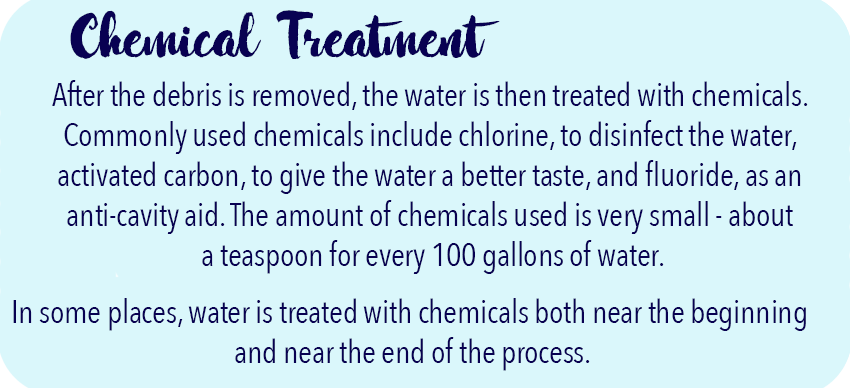 Chemical Treatment
After the debris is removed, the water is then treated with chemicals.
Commonly used chemicals include chlorine, to disinfect the water,
activated carbon, to give the water a better taste, and fluoride, as an
anti-cavity aid. The amount of chemicals used is very small - about
a teaspoon for every 100 gallons of water.
In some places, water is treated with chemicals both near the beginning
and near the end of the process.